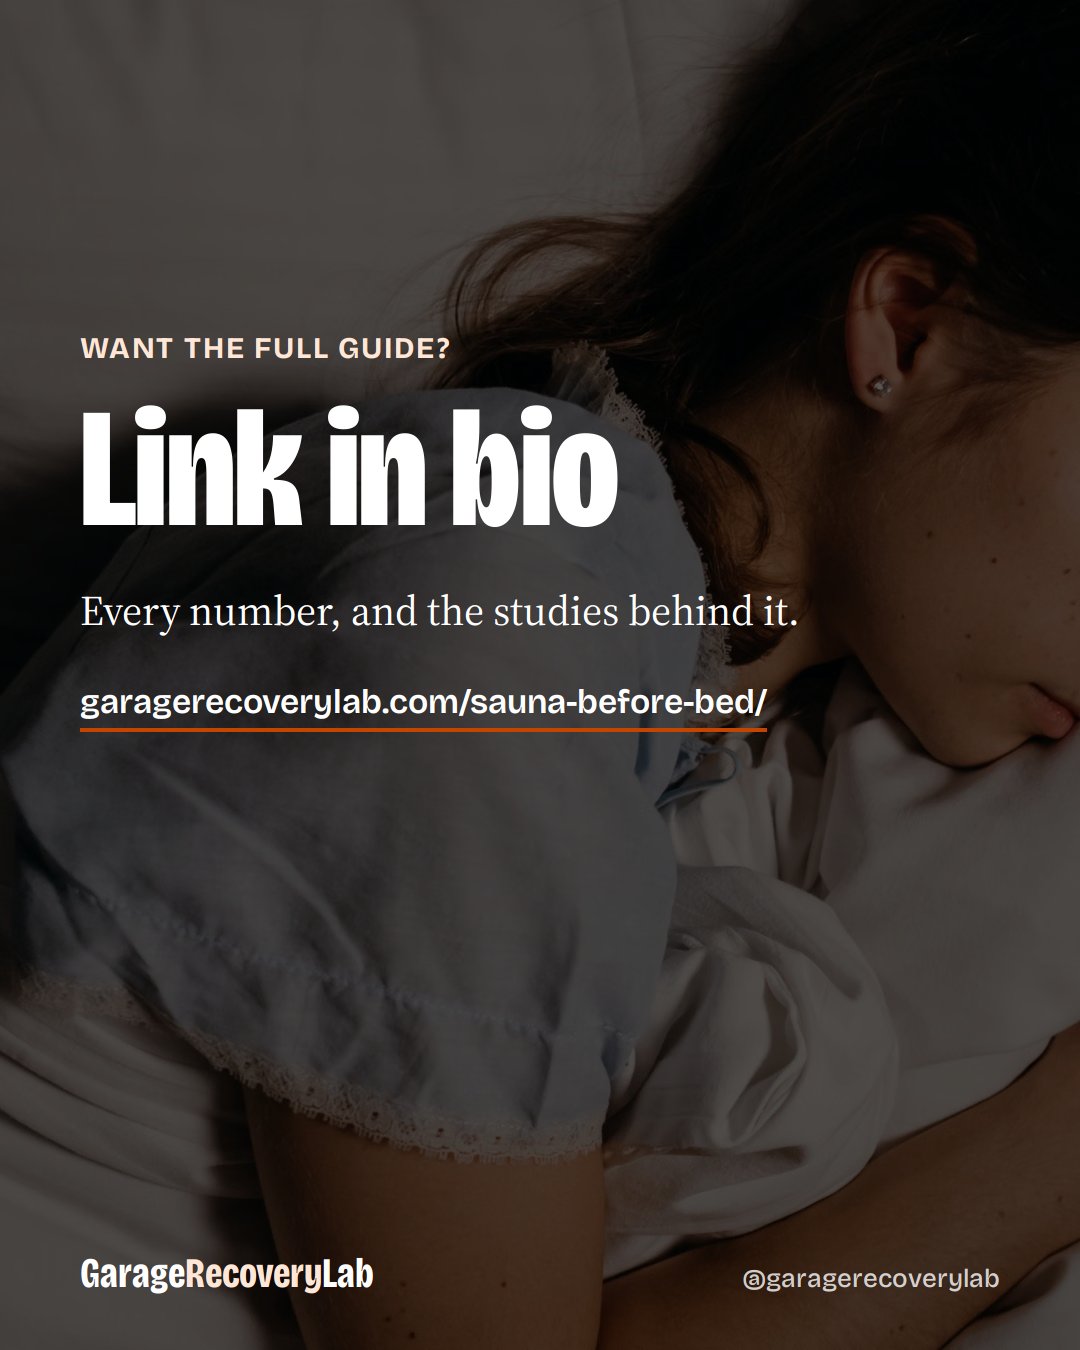 WANT THE FULL GUIDE?
Link in bio
Every number, and the studies behind it.
garagerecoverylab.com/sauna-before-bed/
GarageRecoveryLab
@garagerecoverylab